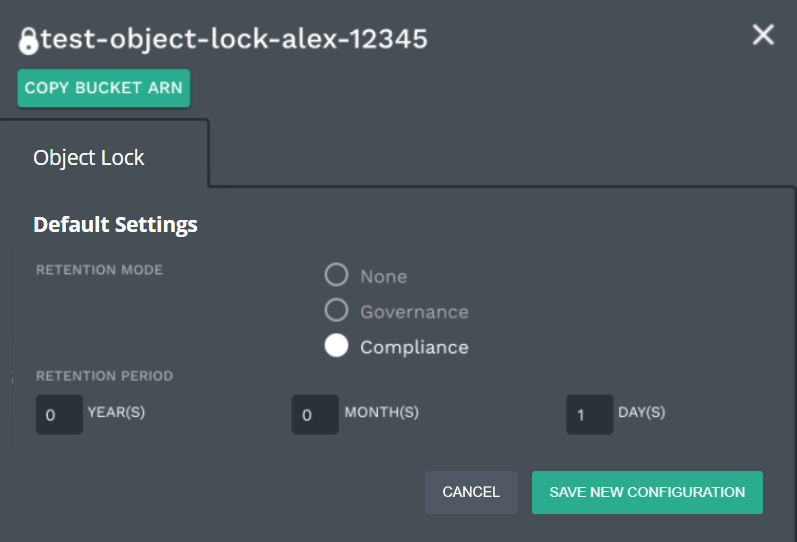 test-object-lock-alex-12345
COPY BUCKET ARN
Object Lock
Default Settings
RETENTION MODE
None
Governance
Compliance
RETENTION PERIOD
0 YEAR(S) 0 MONTH(S) 1 DAY(S)
CANCEL SAVE NEW CONFIGURATION